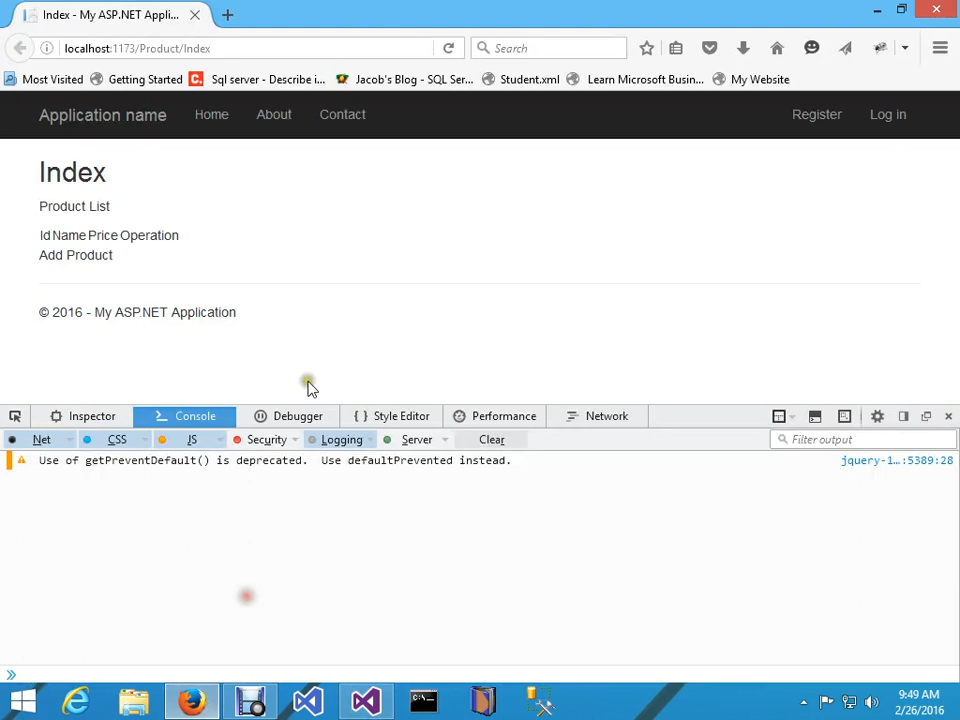 Index - My ASP.NET Appli...
localhost:1173/Product/Index
Search
Most Visited Getting Started C. Sql server - Describe i... Jacob's Blog - SQL Ser... Student.xml Learn Microsoft Busin... My Website
Application name Home About Contact Register Log in
Index
Product List
Id Name Price Operation
Add Product
© 2016 - My ASP.NET Application
Inspector Console Debugger { } Style Editor Performance Network
Net CSS JS Security Logging Server Clear Filter output
Use of getPreventDefault() is deprecated. Use defaultPrevented instead. jquery-1...:5389:28
»
C:\.
9:49 AM
2/26/2016